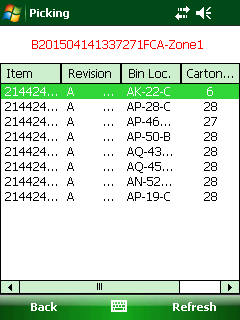 Picking
B201504141337271FCA-Zone1
Item Revision Bin Loc. Carton...
214424... A ... AK-22-C 6
214424... A ... AP-28-C 28
214424... A ... AP-46... 27
214424... A ... AP-50-B 28
214424... A ... AQ-43... 28
214424... A ... AQ-45... 28
214424... A ... AN-52... 28
214424... A ... AP-19-C 28
Back Refresh